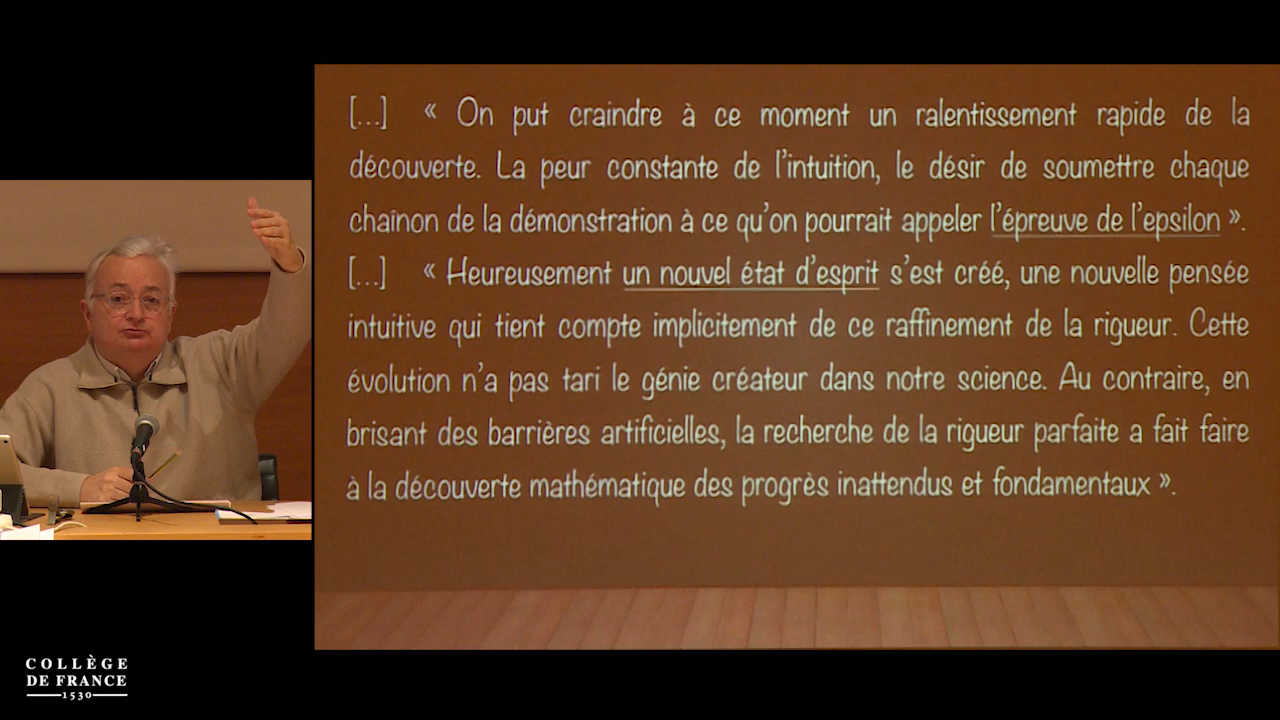 [...] « On put craindre à ce moment un ralentissement rapide de la
découverte. La peur constante de l'intuition, le désir de soumettre chaque
chaînon de la démonstration à ce qu'on pourrait appeler l'épreuve de l'epsilon ».
[...] « Heureusement un nouvel état d'esprit s'est créé, une nouvelle pensée
intuitive qui tient compte implicitement de ce raffinement de la rigueur. Cette
évolution n'a pas tari le génie créateur dans notre science. Au contraire, en
brisant des barrières artificielles, la recherche de la rigueur parfaite a fait faire
à la découverte mathématique des progrès inattendus et fondamentaux ».
COLLÈGE
DE FRANCE
1530